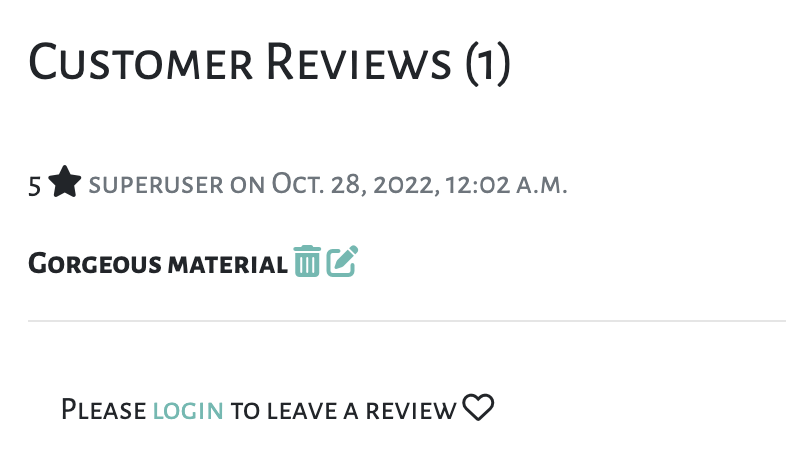 Customer Reviews (1)
5 superuser on Oct. 28, 2022, 12:02 a.m.
Gorgeous material
Please login to leave a review